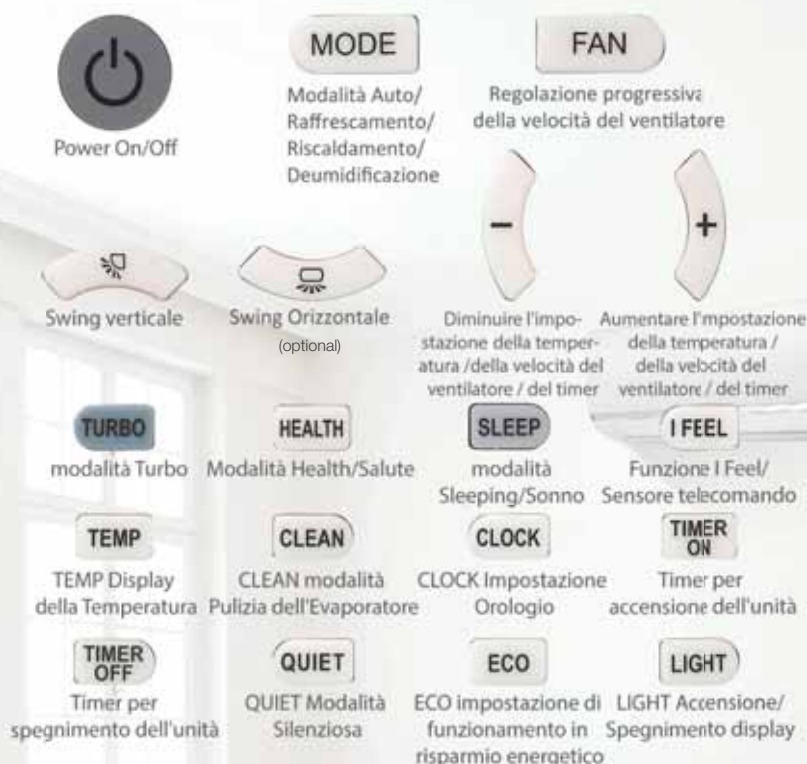 MODE
FAN
Power On/Off
Modalità Auto/
Raffrescamento/
Riscaldamento/
Deumidificazione
Regolazione progressiva
della velocità del ventilatore
−
+
Swing verticale
Swing Orizzontale
(optional)
Diminuire l'impo-
stazione della temper-
atura /della velocità del
ventilatore / del timer
Aumentare l'mpostazione
della temperatura /
della velocità del
ventilatore / del timer
TURBO
modalità Turbo
HEALTH
Modalità Health/Salute
SLEEP
modalità
Sleeping/Sonno
I FEEL
Funzione I Feel/
Sensore telecomando
TEMP
TEMP Display
della Temperatura
CLEAN
CLEAN modalità
Pulizia dell'Evaporatore
CLOCK
CLOCK Impostazione
Orologio
TIMER
ON
Timer per
accensione dell'unità
TIMER
OFF
Timer per
spegnimento dell'unità
QUIET
QUIET Modalità
Silenziosa
ECO
ECO impostazione di
funzionamento in
risparmio energetico
LIGHT
LIGHT Accensione/
Spegnimento display